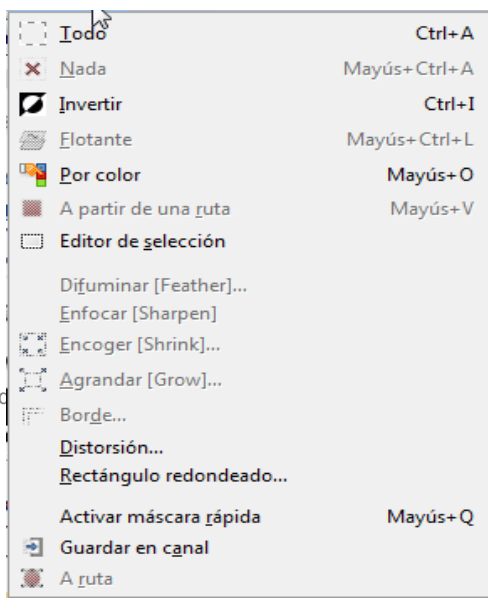 Todo Ctrl+A
Nada Mayús+Ctrl+A
Invertir Ctrl+I
Flotante Mayús+Ctrl+L
Por color Mayús+O
A partir de una ruta Mayús+V
Editor de selección
Difuminar [Feather]...
Enfocar [Sharpen]
Encoger [Shrink]...
Agrandar [Grow]...
Borde...
Distorsión...
Rectángulo redondeado...
Activar máscara rápida Mayús+Q
Guardar en canal
A ruta